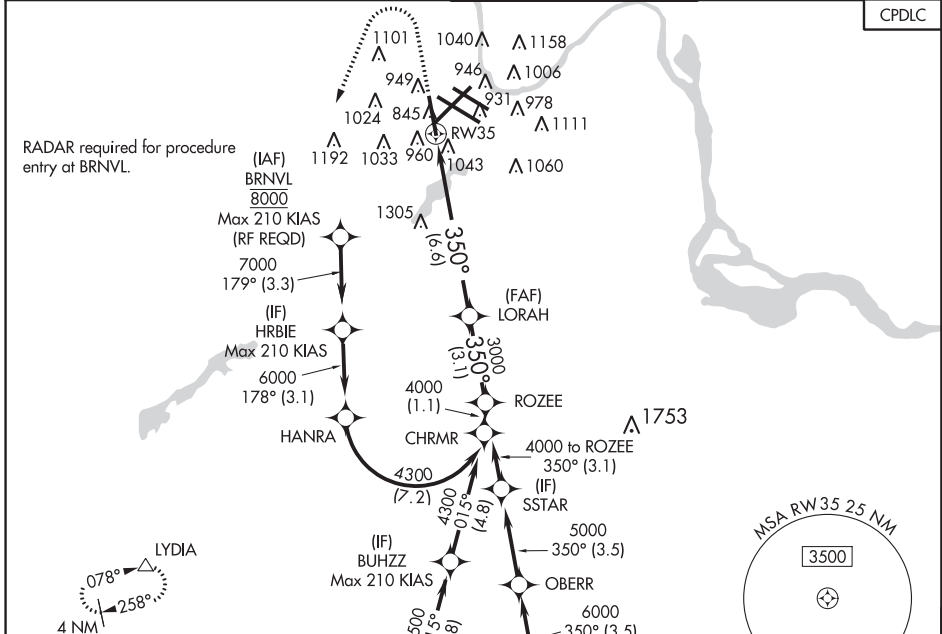 CPDLC
1101
1040
1158
946
1006
949
931
978
1024
845
1111
RW35
1192
1033
960
1043
1060
RADAR required for procedure
entry at BRNVL.
(IAF)
BRNVL
8000
Max 210 KIAS
(RF REQD)
1305
350°
(6.6)
7000
179° (3.3)
(FAF)
LORAH
(IF)
HRBIE
Max 210 KIAS
3000
350°
(3.1)
6000
178° (3.1)
4000
(1.1)
ROZEE
HANRA
CHRMR
1753
4000 to ROZEE
350° (3.1)
4300
(7.2)
4300
015°
(4.8)
(IF)
SSTAR
5000
350° (3.5)
(IF)
BUHZZ
Max 210 KIAS
OBERR
LYDIA
078°
258°
4 NM
6000
350° (3.5)
MSA RW35 25 NM
3500